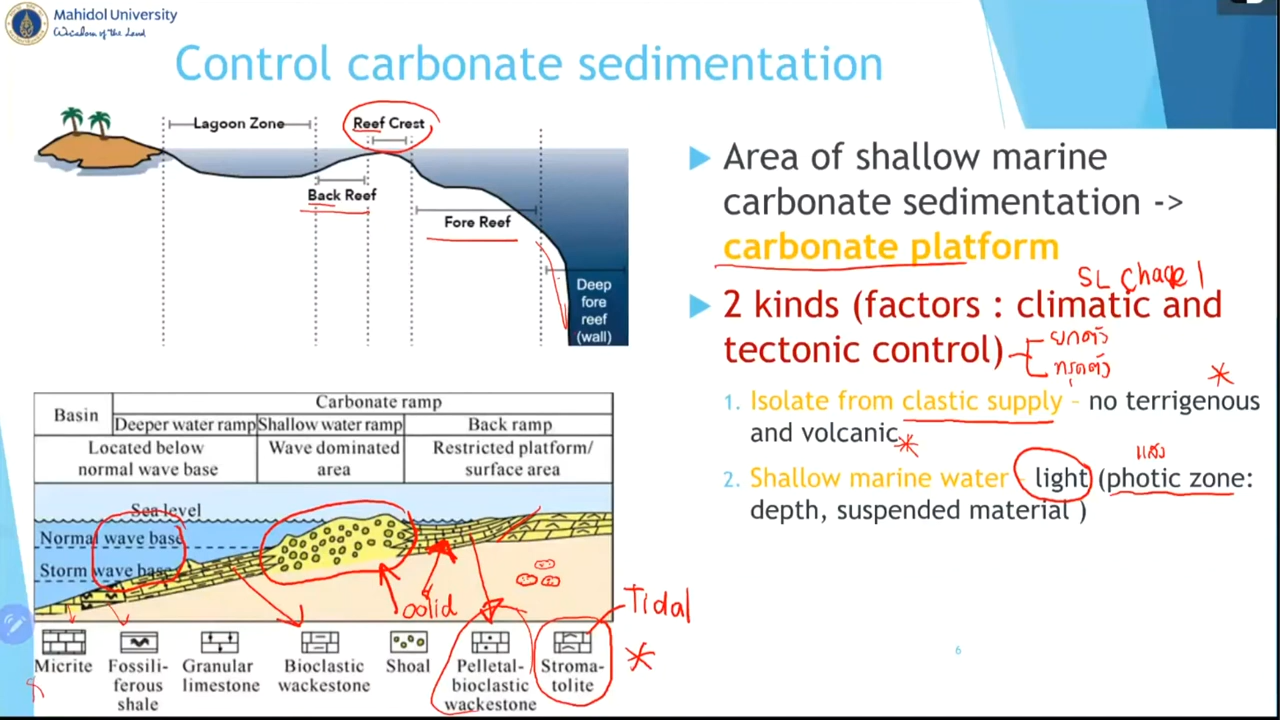 Mahidol University
Wisdom of the Land
Control carbonate sedimentation
Lagoon Zone
Reef Crest
Back Reef
Fore Reef
Deep
fore
reef
(wall)
Basin
Carbonate ramp
Deeper water ramp
Shallow water ramp
Back ramp
Located below
normal wave base
Wave dominated
area
Restricted platform/
surface area
Sea level
Normal wave base
Storm wave base
oolid
Tidal
Micrite
Fossili-
ferous
shale
Granular
limestone
Bioclastic
wackestone
Shoal
Pelletal-
bioclastic
wackestone
Stroma-
tolite
Area of shallow marine
carbonate sedimentation ->
carbonate platform
SL
2 kinds (factors : climatic and
tectonic control)
ยกตัว
ทรุดตัว
1. Isolate from clastic supply – no terrigenous
and volcanic
แสง
2. Shallow marine water – light (photic zone:
depth, suspended material )
6